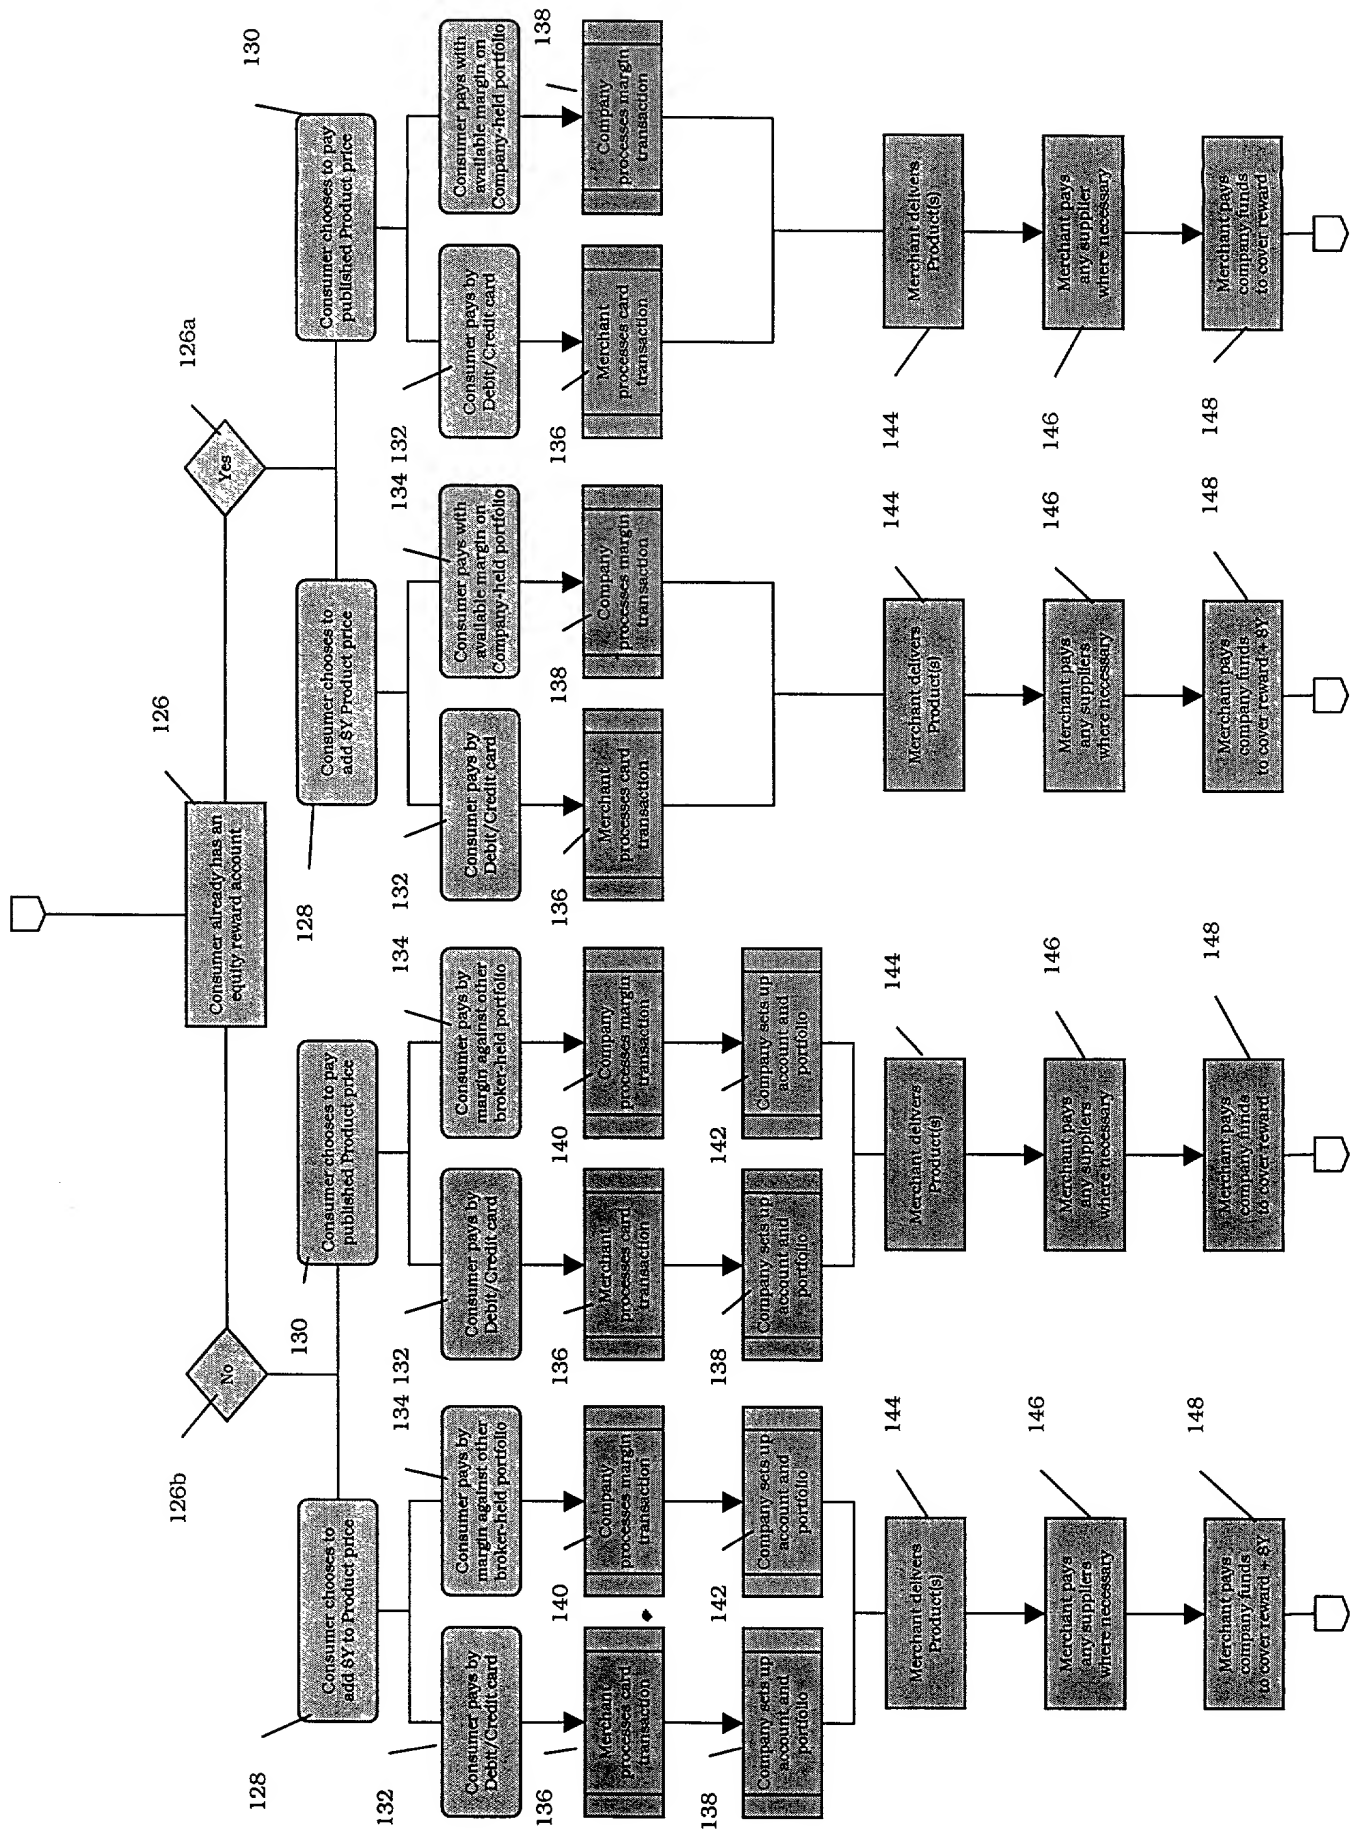 126b
126
126a
No
Consumer already has an
equity reward account
Yes
128
130
128
130
Consumer chooses to
add $Y to Product price
Consumer chooses to pay
published Product price
Consumer chooses to
add $Y Product price
Consumer chooses to pay
published Product price
132
134
132
134
132
134
132
Consumer pays by
Debit/Credit card
Consumer pays by
margin against other
broker-held portfolio
Consumer pays by
Debit/Credit card
Consumer pays by
margin against other
broker-held portfolio
Consumer pays by
Debit/Credit card
Consumer pays with
available margin on
Company-held portfolio
Consumer pays by
Debit/Credit card
Consumer pays with
available margin on
Company-held portfolio
136
140
136
140
136
138
136
138
Merchant
processes card
transaction
Company
processes margin
transaction
Merchant
processes card
transaction
Company
processes margin
transaction
Merchant
processes card
transaction
Company
processes margin
transaction
Merchant
processes card
transaction
Company
processes margin
transaction
138
142
138
142
Company sets up
account and
portfolio
Company sets up
account and
portfolio
Company sets up
account and
portfolio
Company sets up
account and
portfolio
144
144
144
144
Merchant delivers
Product(s)
Merchant delivers
Product(s)
Merchant delivers
Product(s)
Merchant delivers
Product(s)
146
146
146
146
Merchant pays
any suppliers
where necessary
Merchant pays
any suppliers
where necessary
Merchant pays
any suppliers
where necessary
Merchant pays
any supplier
where necessary
148
148
148
148
Merchant pays
company funds
to cover reward + $Y
Merchant pays
company funds
to cover reward
Merchant pays
company funds
to cover reward + $Y
Merchant pays
company funds
to cover reward